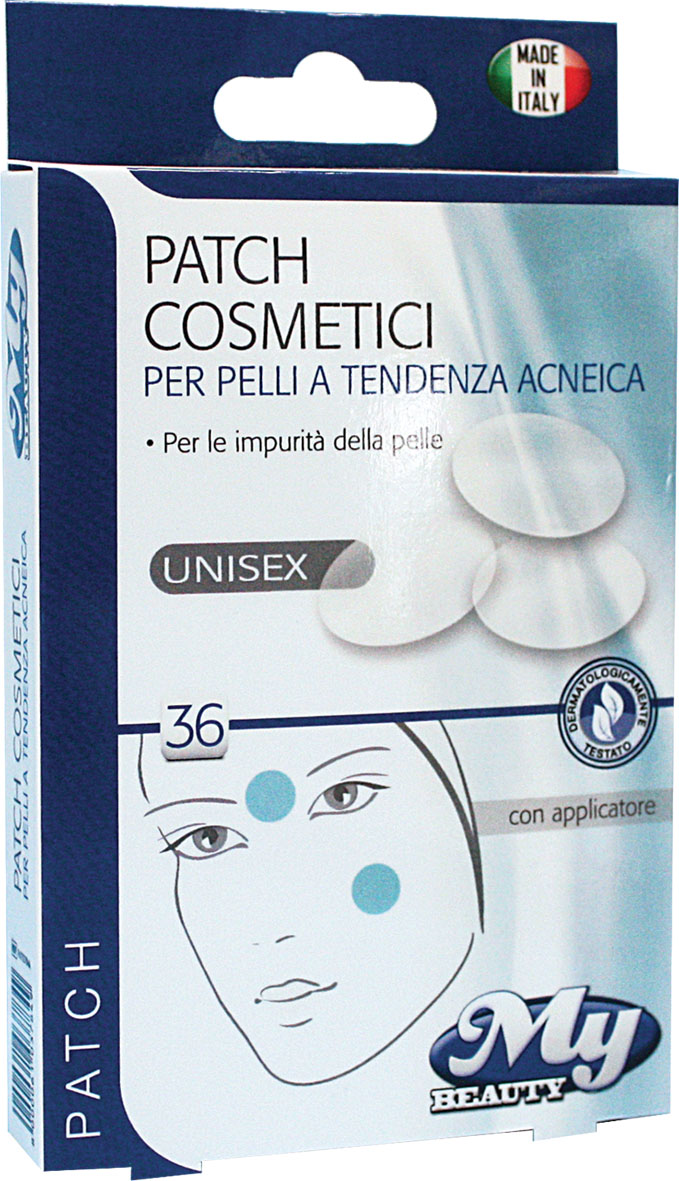 MADE
IN
ITALY
PATCH
COSMETICI
PER PELLI A TENDENZA ACNEICA
• Per le impurità della pelle
UNISEX
36
DERMATOLOGICAMENTE
TESTATO
con applicatore
My
BEAUTY
PATCH
PATCH COSMETICI
PER PELLI A TENDENZA ACNEICA